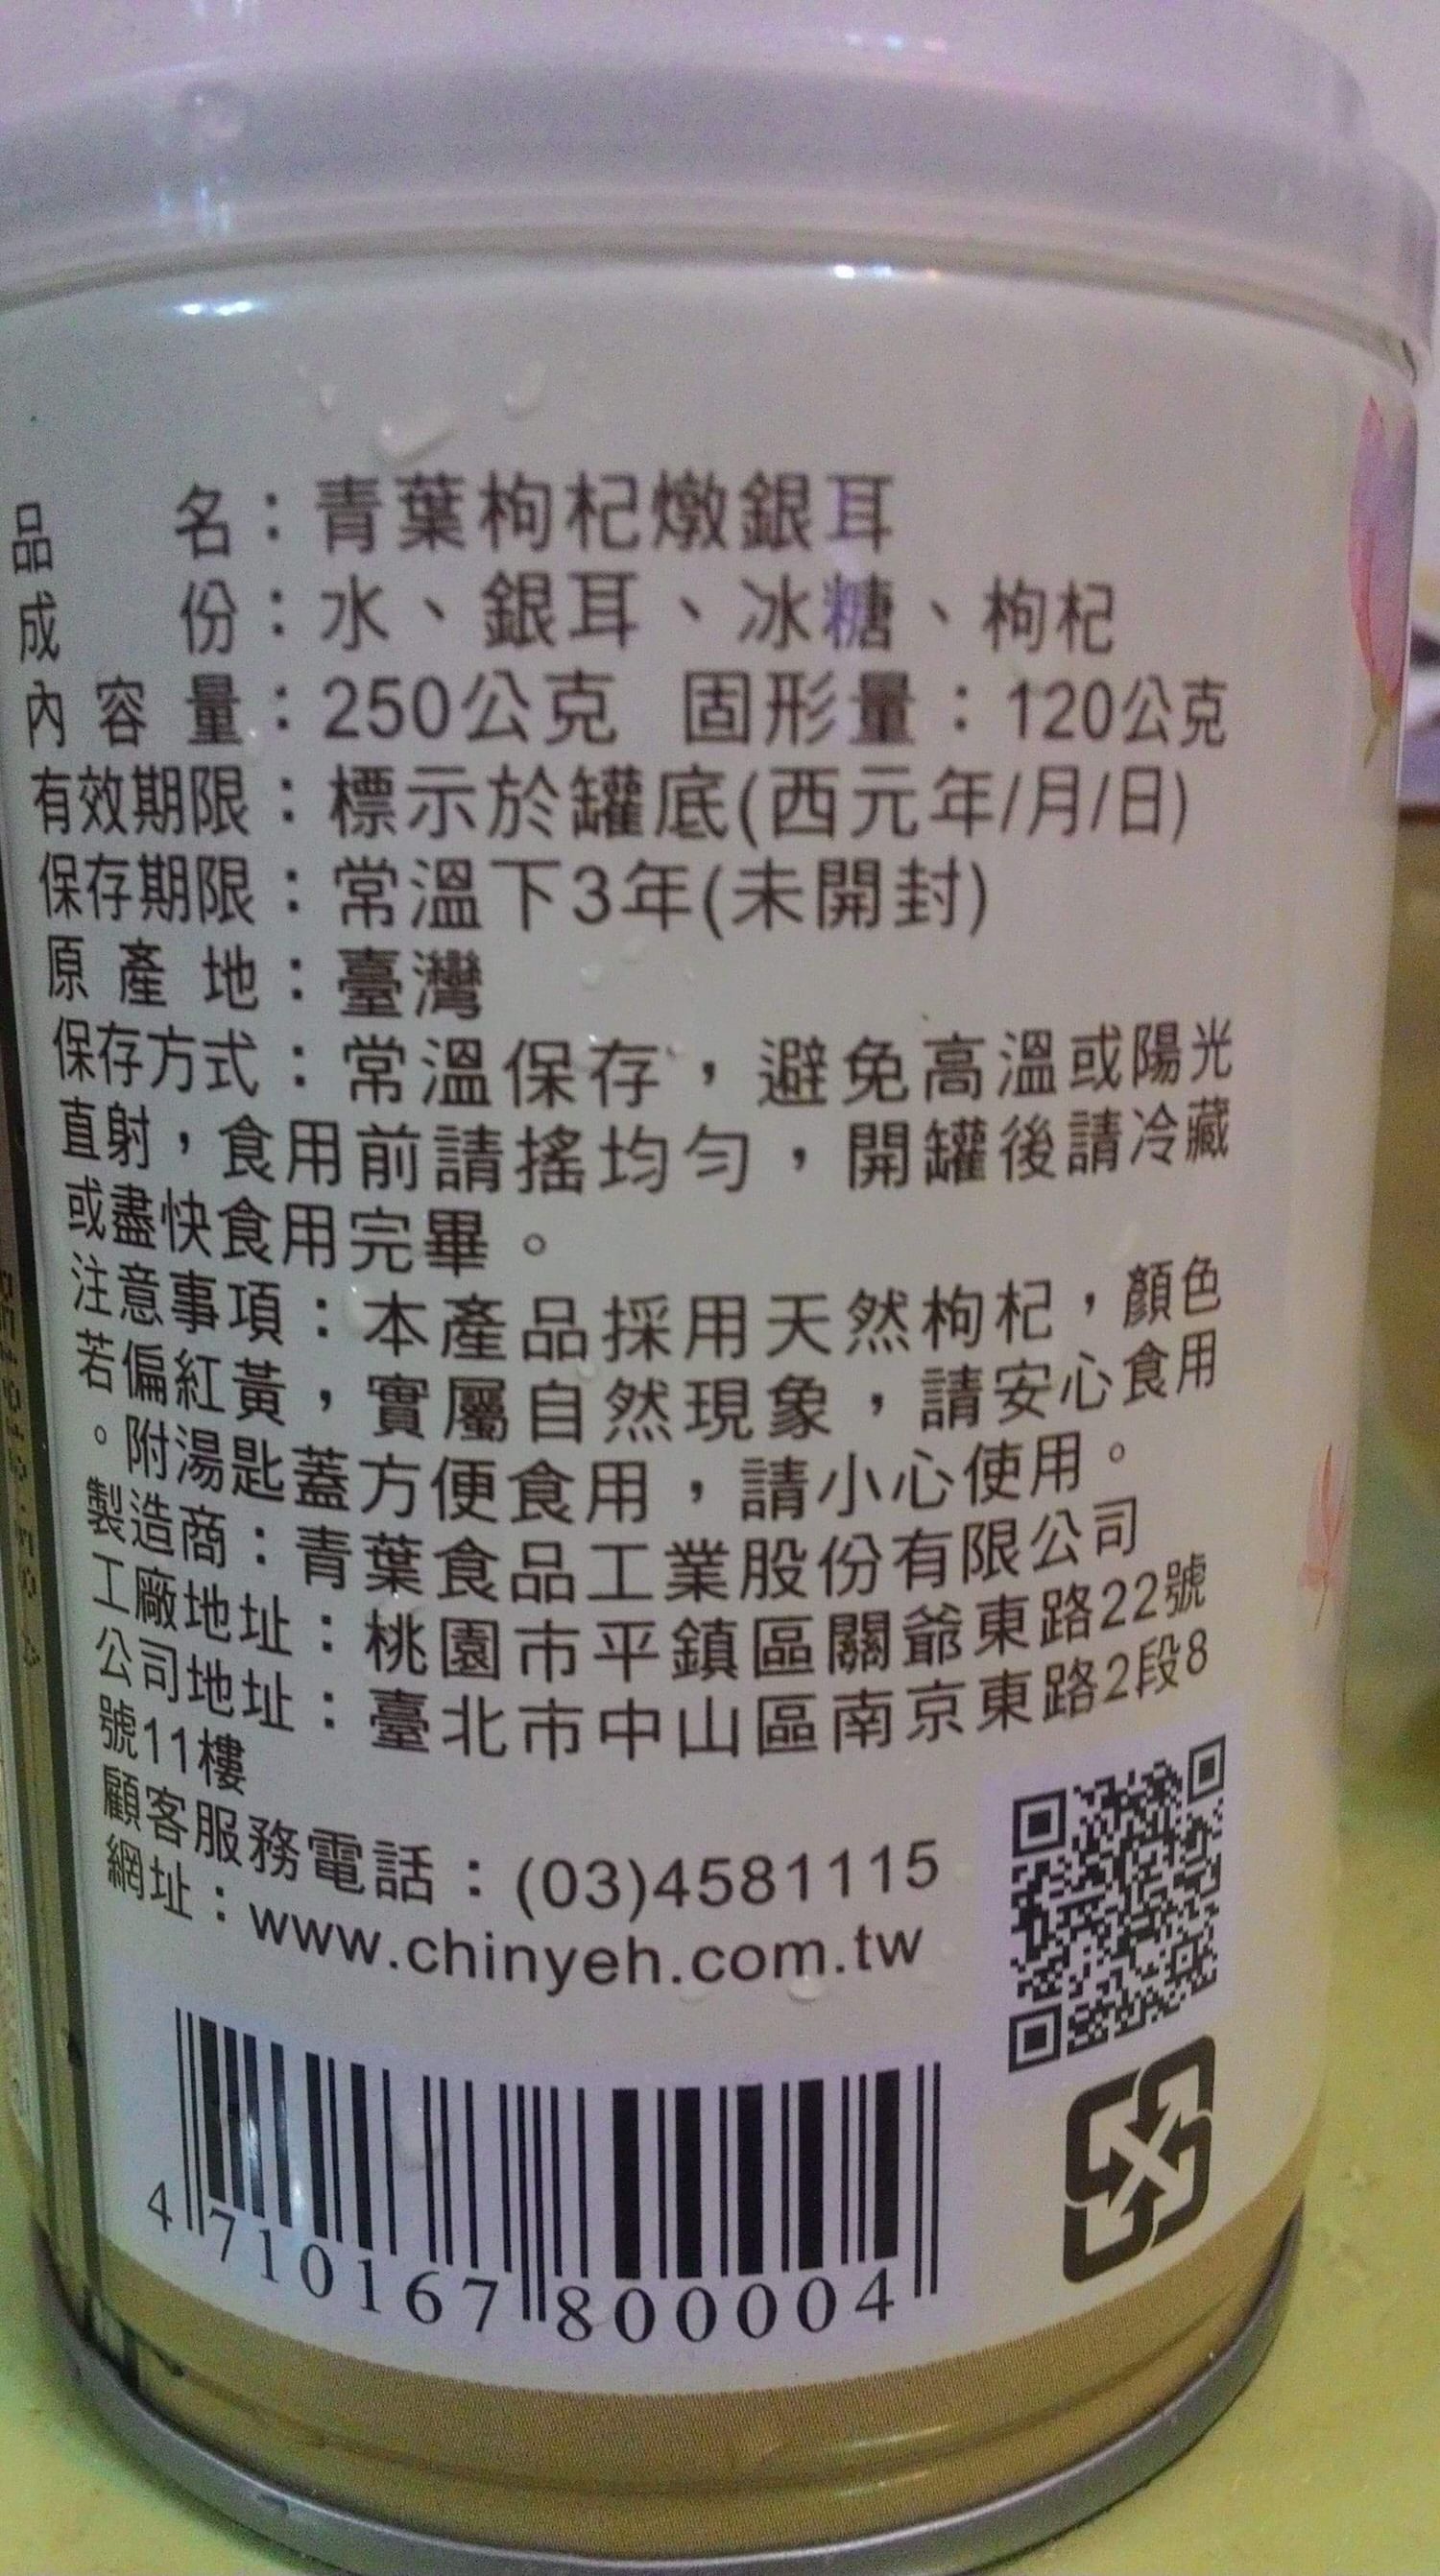 品名：青葉枸杞燉銀耳
成份：水、銀耳、冰糖、枸杞
內容量：250公克 固形量：120公克
有效期限：標示於罐底(西元年/月/日)
保存期限：常溫下3年(未開封)
原產地：臺灣
保存方式：常溫保存，避免高溫或陽光
直射，食用前請搖均勻，開罐後請冷藏
或盡快食用完畢。
注意事項：本產品採用天然枸杞，顏色
若偏紅黃，實屬自然現象，請安心食用
。附湯匙蓋方便食用，請小心使用。
製造商：青葉食品工業股份有限公司
工廠地址：桃園市平鎮區關爺東路22號
公司地址：臺北市中山區南京東路2段8
號11樓
顧客服務電話：(03)4581115
網址：www.chinyeh.com.tw
4 710167 800004